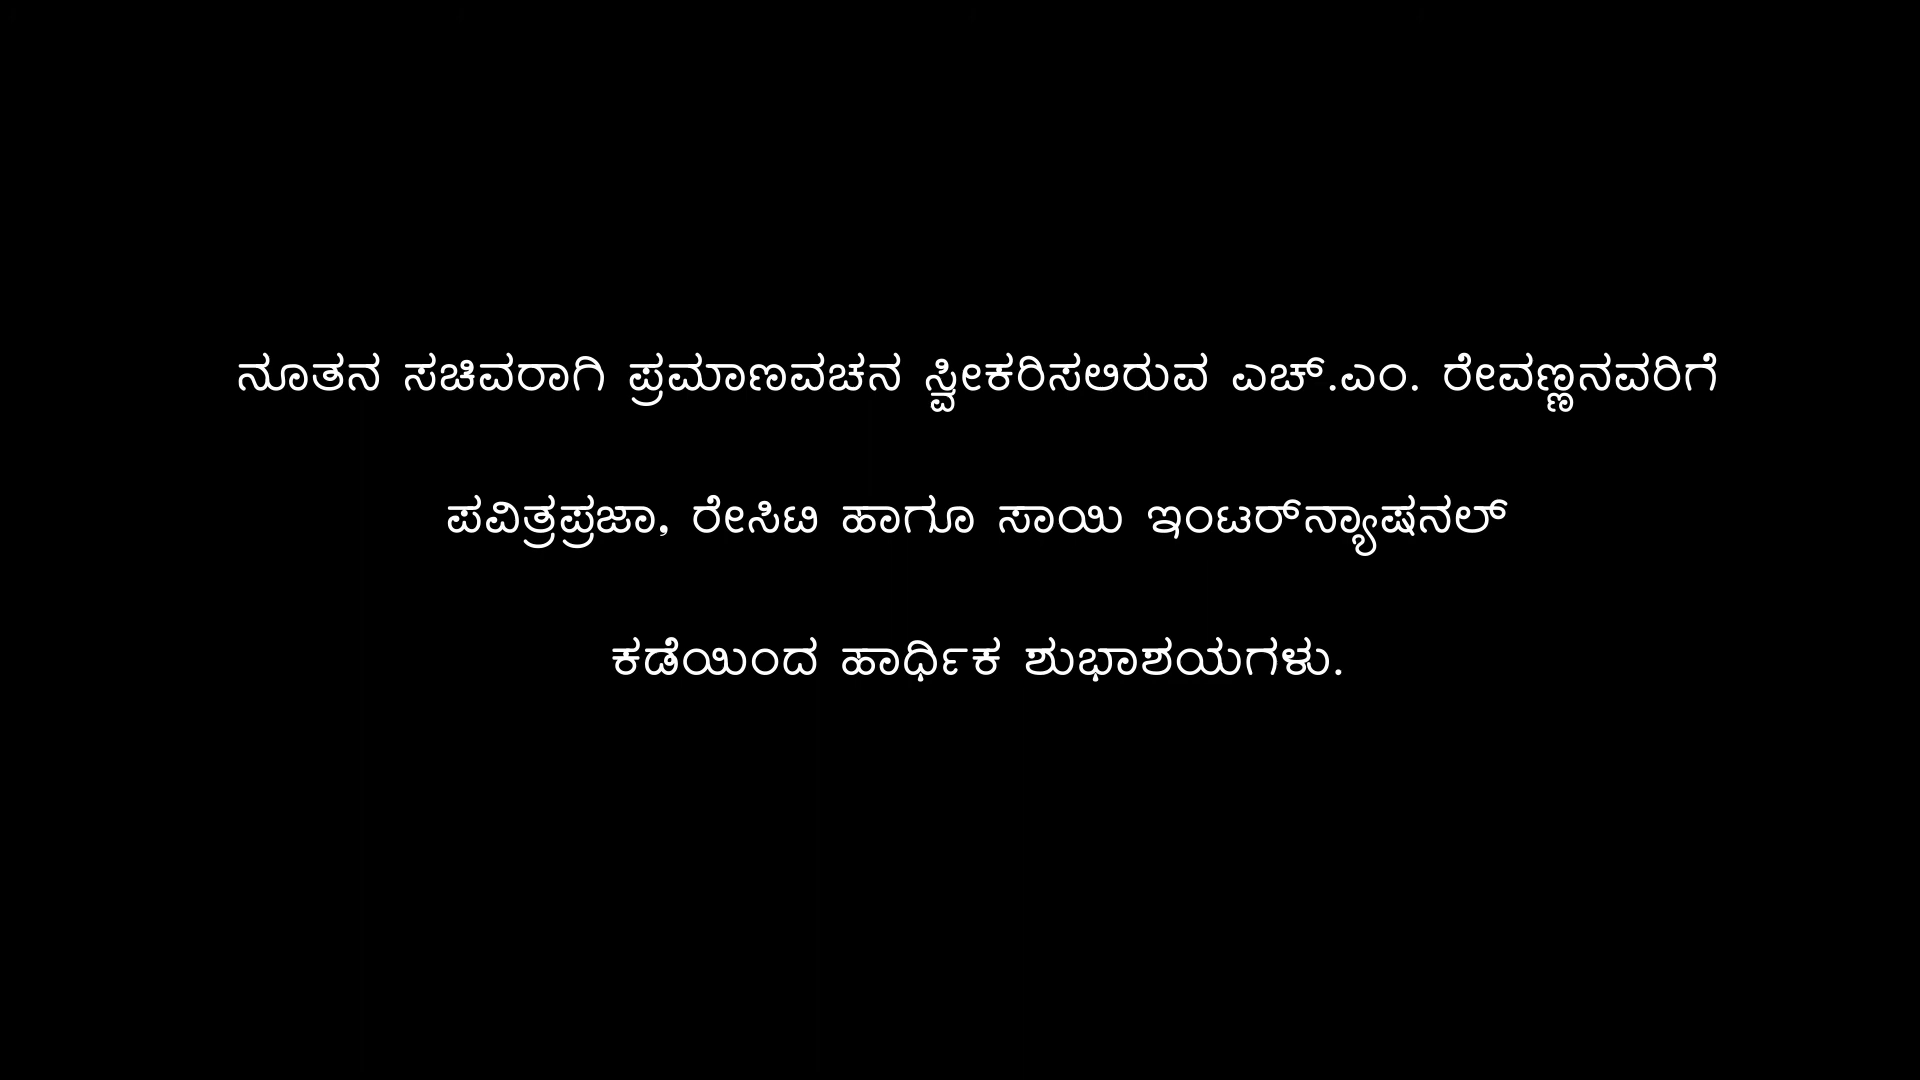 ನೂತನ ಸಚಿವರಾಗಿ ಪ್ರಮಾಣವಚನ ಸ್ವೀಕರಿಸಲಿರುವ ಎಚ್.ಎಂ. ರೇವಣ್ಣನವರಿಗೆ
ಪವಿತ್ರಪ್ರಜಾ, ರೇಸಿಟಿ ಹಾಗೂ ಸಾಯಿ ಇಂಟರ್‌ನ್ಯಾಷನಲ್
ಕಡೆಯಿಂದ ಹಾರ್ಧಿಕ ಶುಭಾಶಯಗಳು.